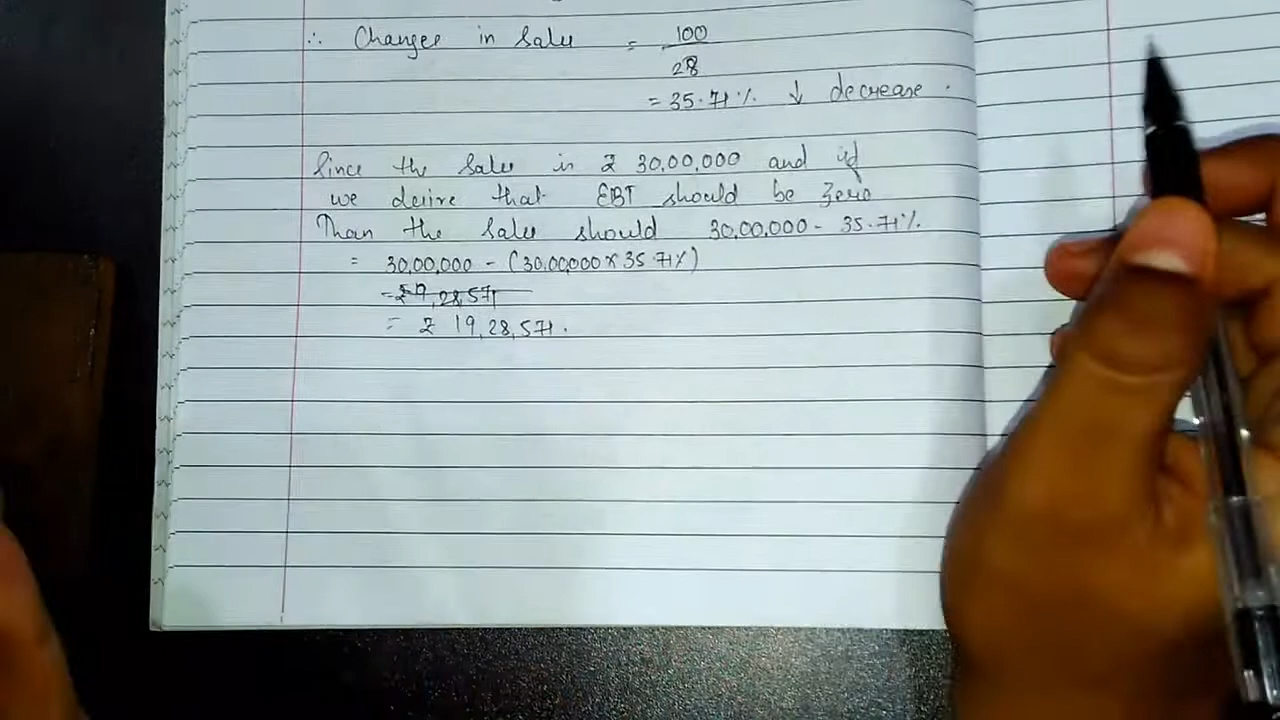 ∴ Changes in Sales = 100
28
= 35.71% ↓ decrease.
Since the Sales in ₹ 30,00,000 and if
we desire that EBT should be zero
Than the Sales should 30,00,000 - 35.71%.
= 30,00,000 - (30,00,000 × 35.71%)
= ₹ 19,28,571.